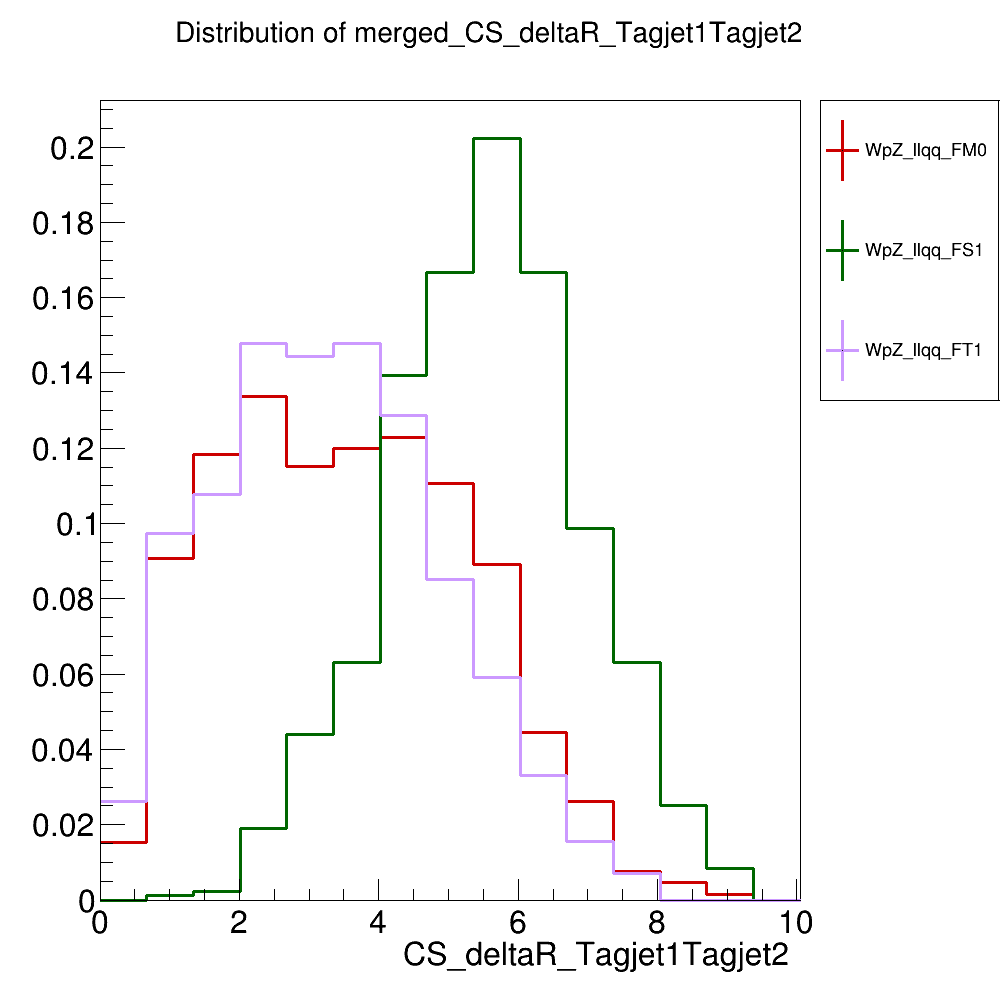 Distribution of merged_CS_deltaR_Tagjet1Tagjet2
WpZ_llqq_FM0
WpZ_llqq_FS1
WpZ_llqq_FT1
0.2
0.18
0.16
0.14
0.12
0.1
0.08
0.06
0.04
0.02
0
0 2 4 6 8 10
CS_deltaR_Tagjet1Tagjet2